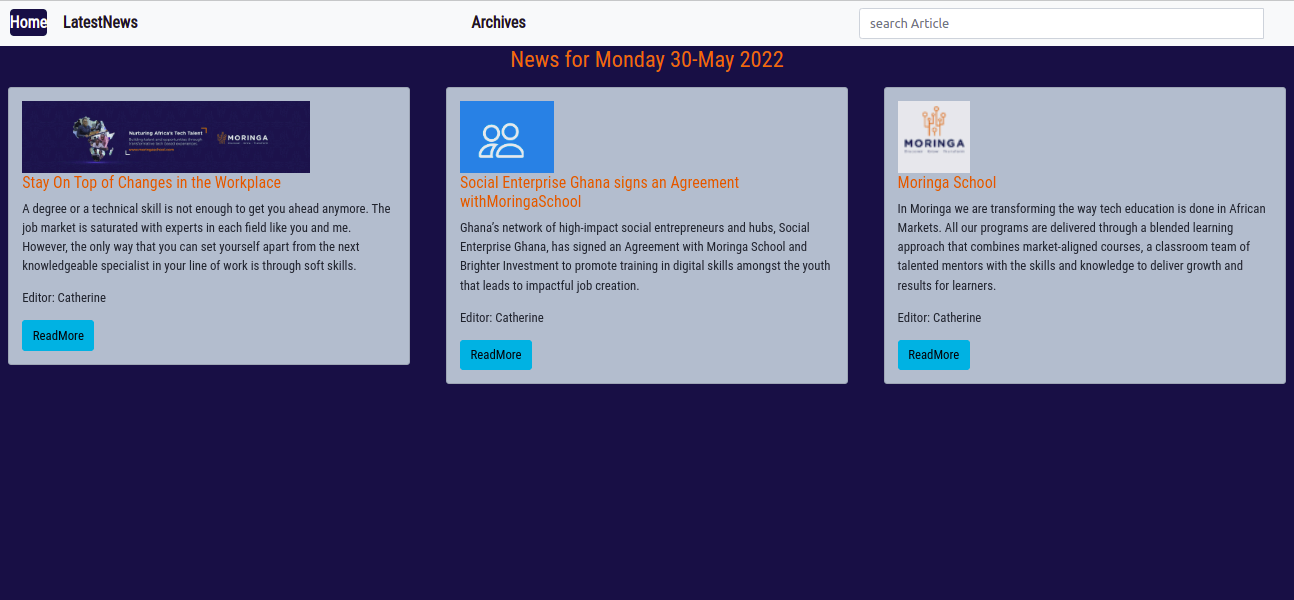 Home LatestNews Archives search Article
News for Monday 30-May 2022
Nurturing Africa's Tech Talent
MORINGA
Stay On Top of Changes in the Workplace
A degree or a technical skill is not enough to get you ahead anymore. The
job market is saturated with experts in each field like you and me.
However, the only way that you can set yourself apart from the next
knowledgeable specialist in your line of work is through soft skills.
Editor: Catherine
ReadMore
Social Enterprise Ghana signs an Agreement
withMoringaSchool
Ghana’s network of high-impact social entrepreneurs and hubs, Social
Enterprise Ghana, has signed an Agreement with Moringa School and
Brighter Investment to promote training in digital skills amongst the youth
that leads to impactful job creation.
Editor: Catherine
ReadMore
MORINGA
Moringa School
In Moringa we are transforming the way tech education is done in African
Markets. All our programs are delivered through a blended learning
approach that combines market-aligned courses, a classroom team of
talented mentors with the skills and knowledge to deliver growth and
results for learners.
Editor: Catherine
ReadMore